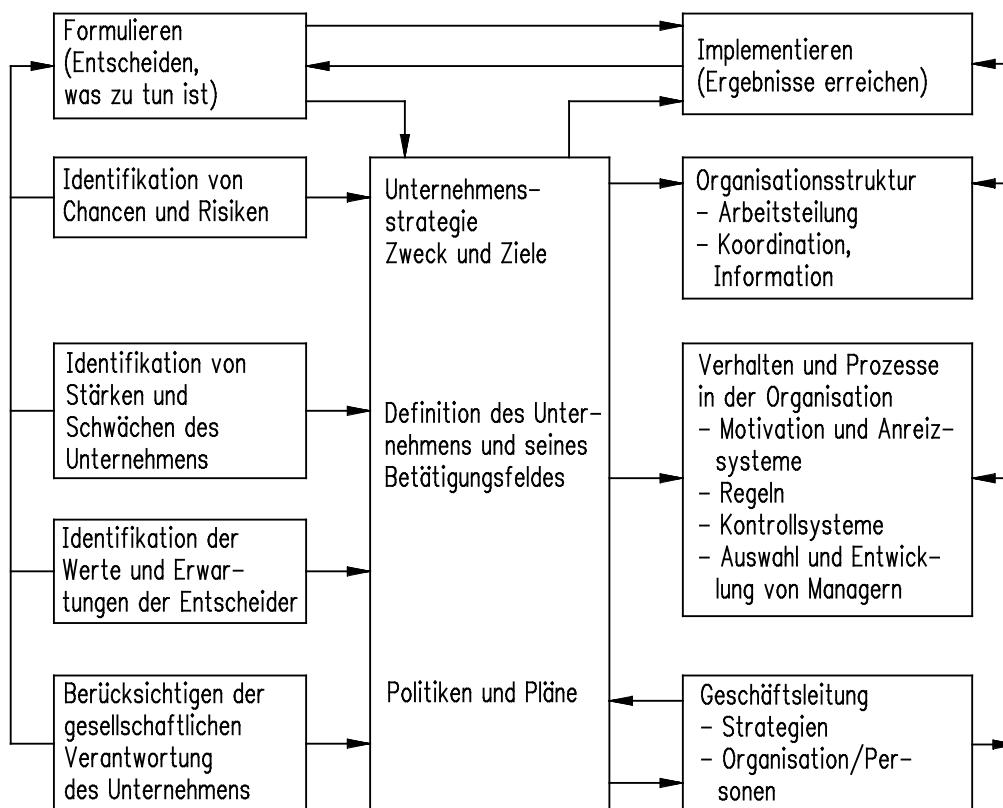 Formulieren
(Entscheiden,
was zu tun ist)
Identifikation von
Chancen und Risiken
Identifikation von
Stärken und
Schwächen des
Unternehmens
Identifikation der
Werte und Erwar-
tungen der Entscheider
Berücksichtigen der
gesellschaftlichen
Verantwortung
des Unternehmens
Unternehmens-
strategie
Zweck und Ziele
Definition des Unter-
nehmens und seines
Betätigungsfeldes
Politiken und Pläne
Implementieren
(Ergebnisse erreichen)
Organisationsstruktur
- Arbeitsteilung
- Koordination,
Information
Verhalten und Prozesse
in der Organisation
- Motivation und Anreiz-
systeme
- Regeln
- Kontrollsysteme
- Auswahl und Entwick-
lung von Managern
Geschäftsleitung
- Strategien
- Organisation/Per-
sonen